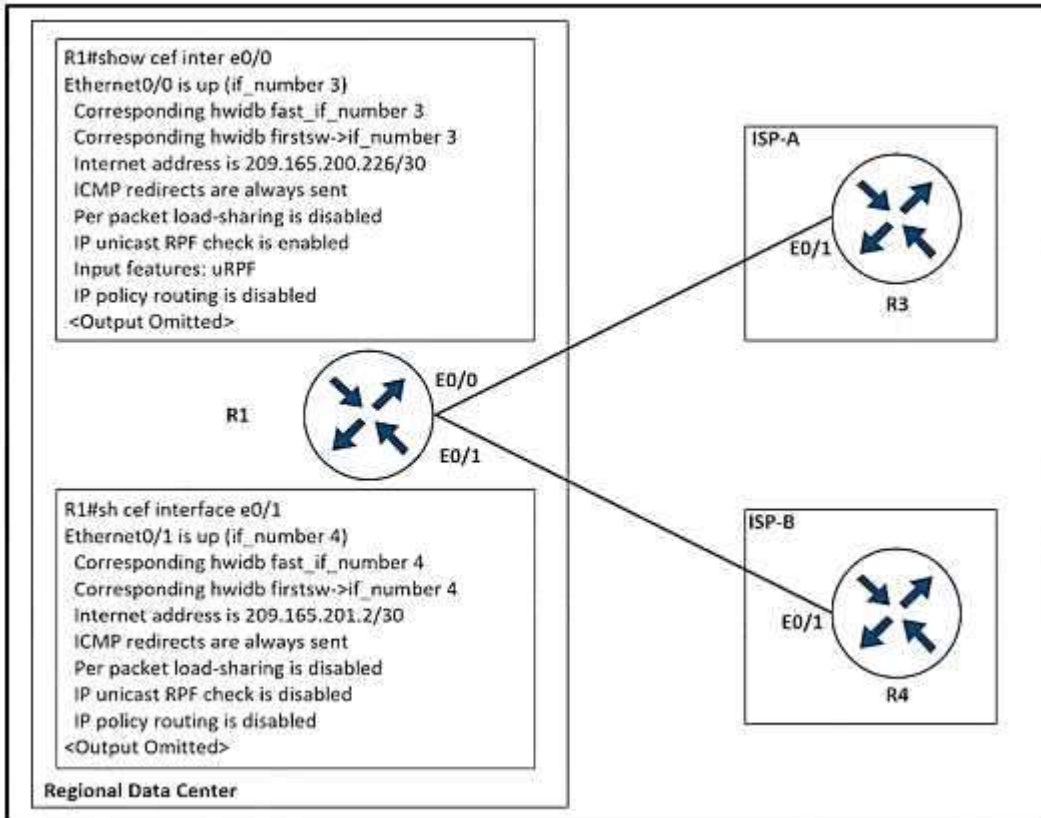 R1#show cef inter e0/0
Ethernet0/0 is up (if_number 3)
Corresponding hwidb fast_if_number 3
Corresponding hwidb firstsw->if_number 3
Internet address is 209.165.200.226/30
ICMP redirects are always sent
Per packet load-sharing is disabled
IP unicast RPF check is enabled
Input features: uRPF
IP policy routing is disabled
<Output Omitted>
ISP-A
E0/1
R3
E0/0
R1
E0/1
R1#sh cef interface e0/1
Ethernet0/1 is up (if_number 4)
Corresponding hwidb fast_if_number 4
Corresponding hwidb firstsw->if_number 4
Internet address is 209.165.201.2/30
ICMP redirects are always sent
Per packet load-sharing is disabled
IP unicast RPF check is disabled
IP policy routing is disabled
<Output Omitted>
ISP-B
E0/1
R4
Regional Data Center